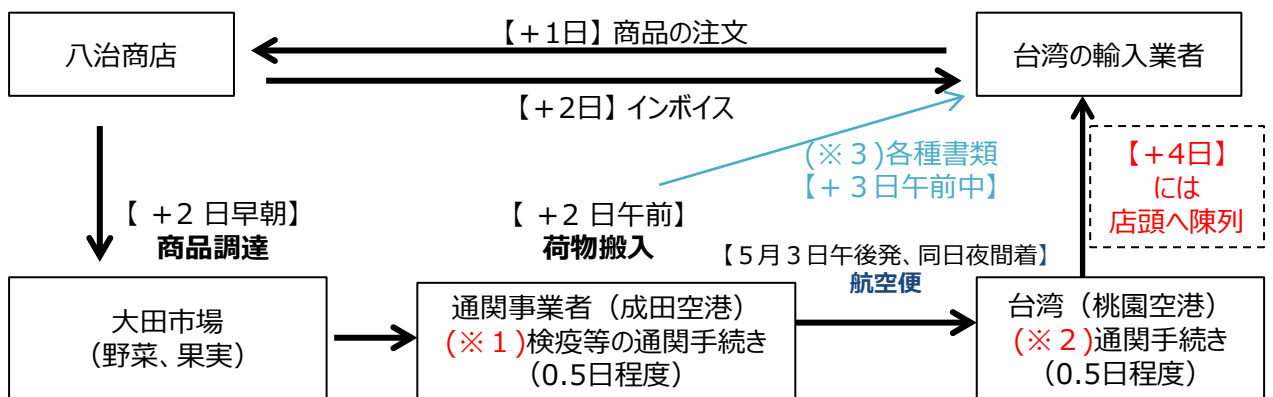 【+1日】 商品の注文
八治商店
台湾の輸入業者
【+2日】 インボイス
(※３)各種書類
【+３日午前中】
【+4日】
には
店頭へ陳列
【 +2 日早朝】
商品調達
【 +2 日午前】
荷物搬入
【５月３日午後発、同日夜間着】
航空便
大田市場
（野菜、果実）
通関事業者（成田空港）
(※１)検疫等の通関手続き
（0.5日程度）
台湾（桃園空港）
(※２)通関手続き
（0.5日程度）